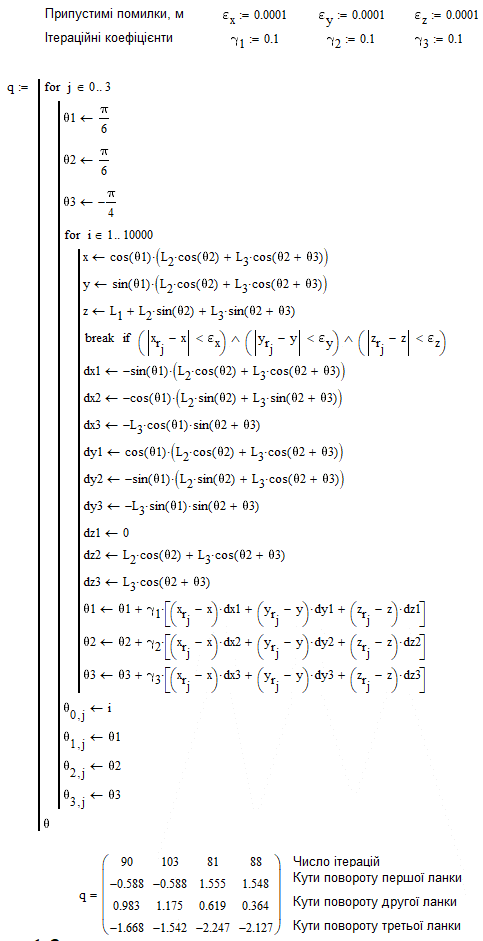 Припустимі помилки, м εx := 0.0001 εy := 0.0001 εz := 0.0001
Ітераційні коефіцієнти γ1 := 0.1 γ2 := 0.1 γ3 := 0.1
q := for j ∈ 0..3
θ1 ← π/6
θ2 ← π/6
θ3 ← -π/4
for i ∈ 1..10000
x ← cos(θ1)·(L2·cos(θ2) + L3·cos(θ2 + θ3))
y ← sin(θ1)·(L2·cos(θ2) + L3·cos(θ2 + θ3))
z ← L1 + L2·sin(θ2) + L3·sin(θ2 + θ3)
break if (|xrj - x| < εx) ∧ (|yrj - y| < εy) ∧ (|zrj - z| < εz)
dx1 ← -sin(θ1)·(L2·cos(θ2) + L3·cos(θ2 + θ3))
dx2 ← -cos(θ1)·(L2·sin(θ2) + L3·sin(θ2 + θ3))
dx3 ← -L3·cos(θ1)·sin(θ2 + θ3)
dy1 ← cos(θ1)·(L2·cos(θ2) + L3·cos(θ2 + θ3))
dy2 ← -sin(θ1)·(L2·sin(θ2) + L3·cos(θ2 + θ3))
dy3 ← -L3·sin(θ1)·sin(θ2 + θ3)
dz1 ← 0
dz2 ← L2·cos(θ2) + L3·cos(θ2 + θ3)
dz3 ← L3·cos(θ2 + θ3)
θ1 ← θ1 + γ1·[(xrj - x)·dx1 + (yrj - y)·dy1 + (zrj - z)·dz1]
θ2 ← θ2 + γ2·[(xrj - x)·dx2 + (yrj - y)·dy2 + (zrj - z)·dz2]
θ3 ← θ3 + γ3·[(xrj - x)·dx3 + (yrj - y)·dy3 + (zrj - z)·dz3]
θ0,j ← i
θ1,j ← θ1
θ2,j ← θ2
θ3,j ← θ3
θ
90 103 81 88 Число ітерацій
q = -0.588 -0.588 1.555 1.548 Кути повороту першої ланки
0.983 1.175 0.619 0.364 Кути повороту другої ланки
-1.668 -1.542 -2.247 -2.127 Кути повороту третьої ланки